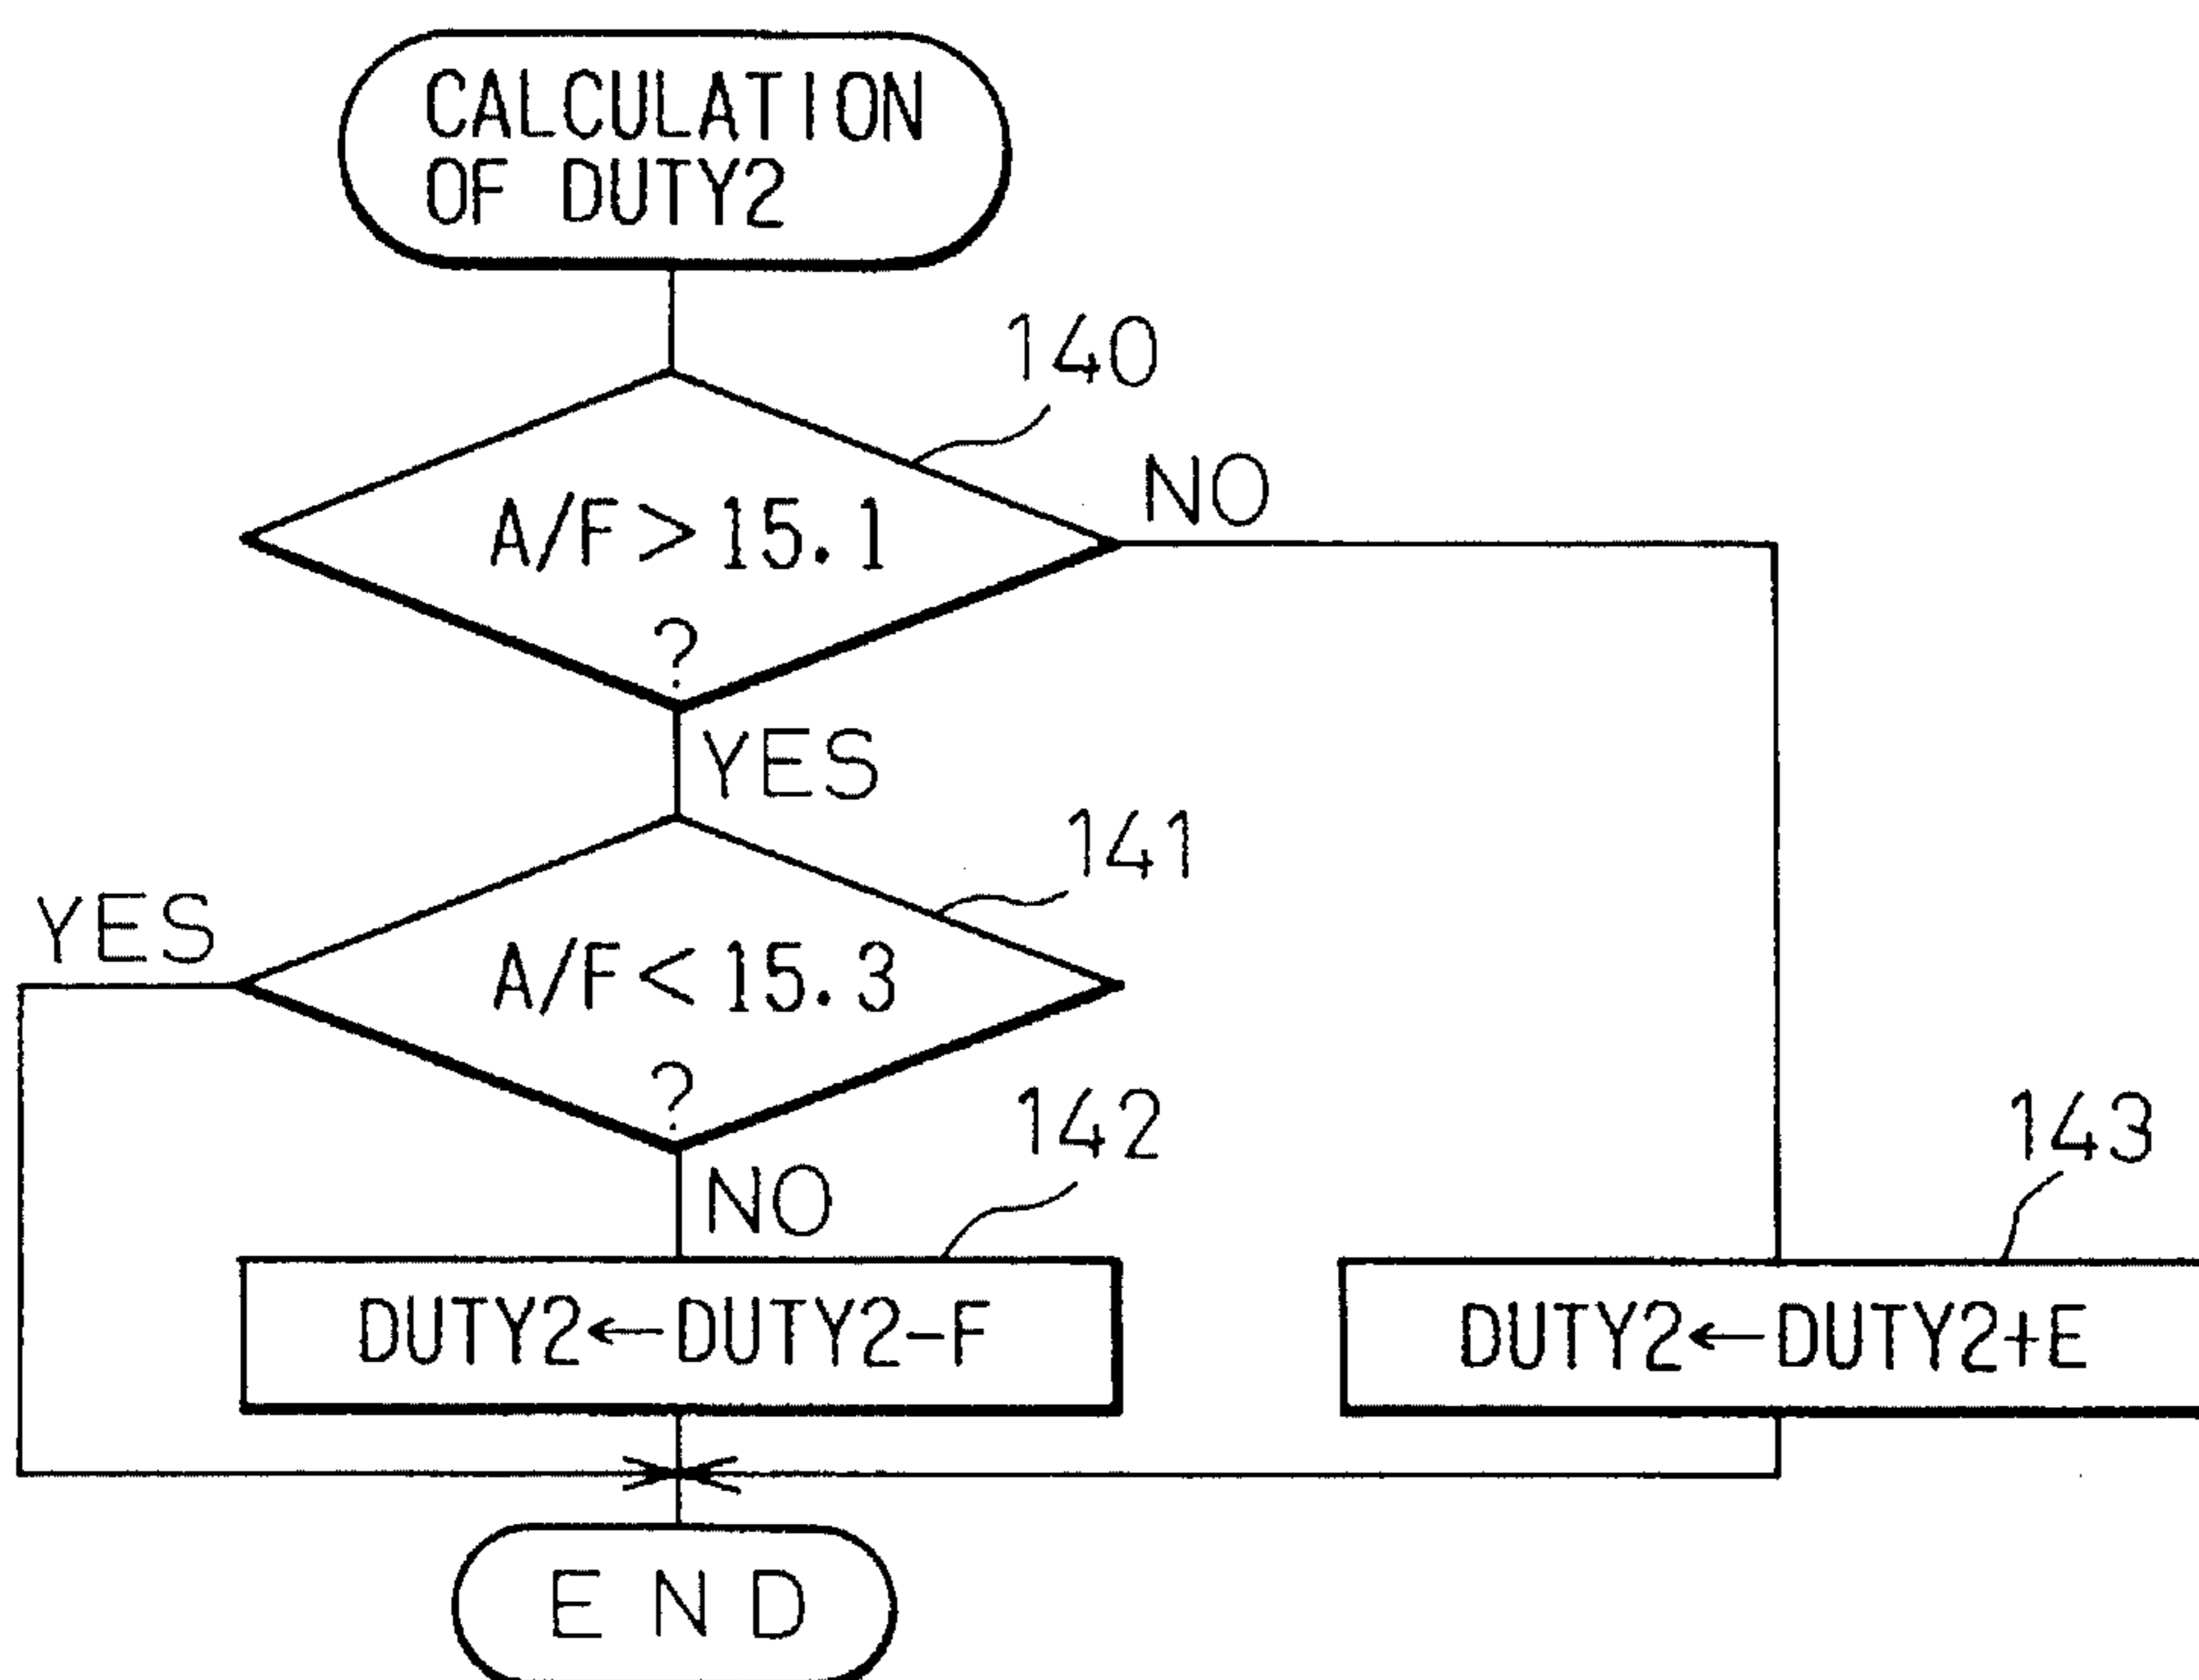 CALCULATION
OF DUTY2
140
A/F>15.1
?
NO
YES
141
YES
A/F<15.3
?
NO
142
143
DUTY2←DUTY2-F
DUTY2←DUTY2+E
END